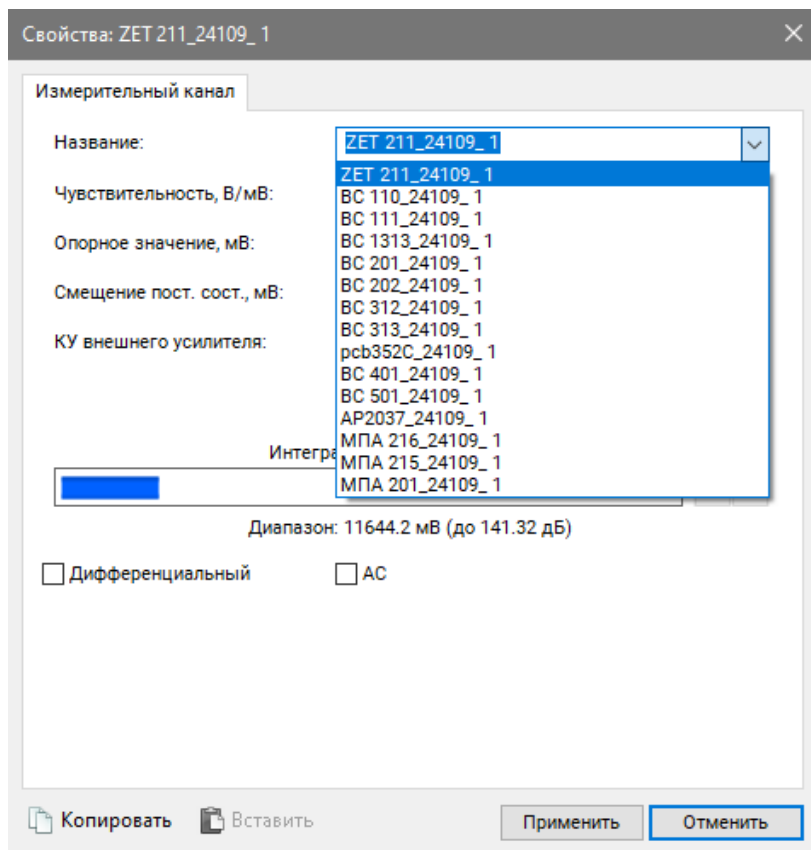 Свойства: ZET 211_24109_ 1
Измерительный канал
Название:
ZET 211_24109_ 1
ZET 211_24109_ 1
Чувствительность, В/мВ:
BC 110_24109_ 1
BC 111_24109_ 1
Опорное значение, мВ:
BC 1313_24109_ 1
BC 201_24109_ 1
Смещение пост. сост., мВ:
BC 202_24109_ 1
BC 312_24109_ 1
КУ внешнего усилителя:
BC 313_24109_ 1
pcb352C_24109_ 1
BC 401_24109_ 1
BC 501_24109_ 1
AP2037_24109_ 1
МПА 216_24109_ 1
Интегра
МПА 215_24109_ 1
МПА 201_24109_ 1
Диапазон: 11644.2 мВ (до 141.32 дБ)
Дифференциальный
AC
Копировать
Вставить
Применить
Отменить